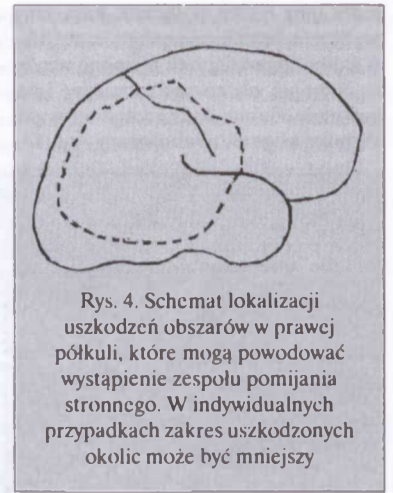 Rys. 4. Schemat lokalizacji
uszkodzeń obszarów w prawej
półkuli, które mogą powodować
wystąpienie zespołu pomijania
stronnego. W indywidualnych
przypadkach zakres uszkodzonych
okolic może być mniejszy